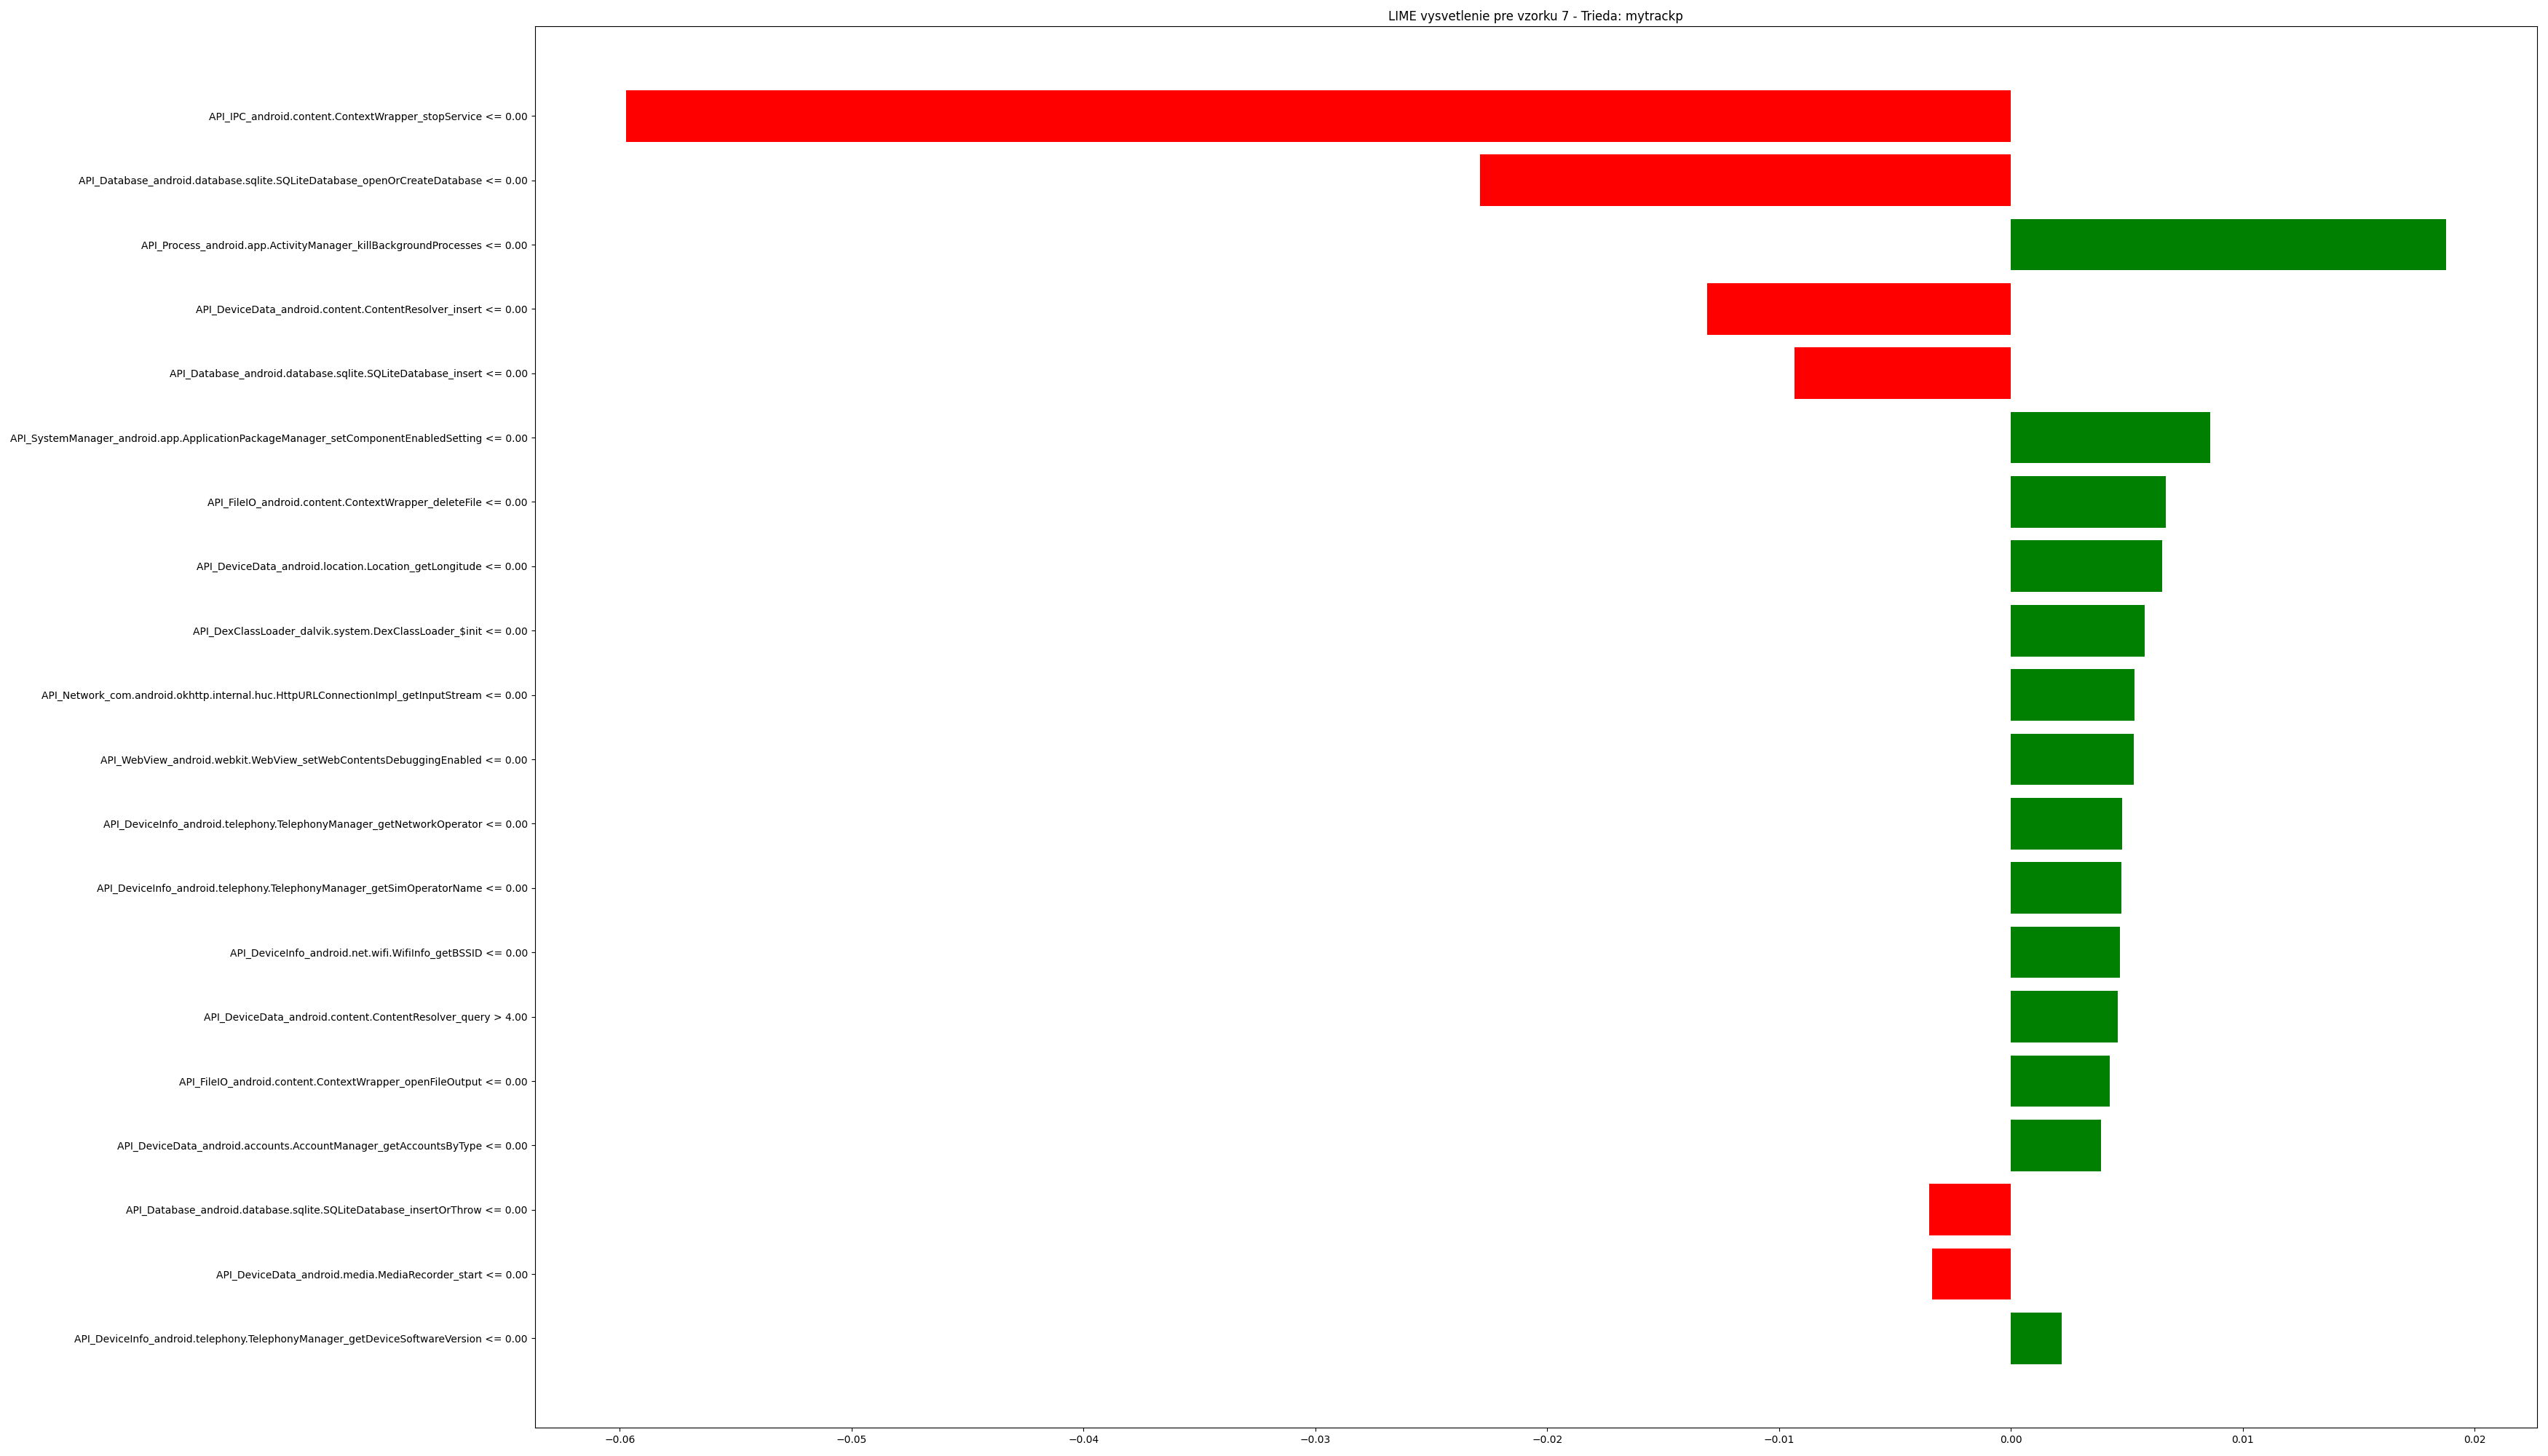 LIME vysvetlenie pre vzorku 7 - Trieda: mytrackp
API_IPC_android.content.ContextWrapper_stopService <= 0.00
API_Database_android.database.sqlite.SQLiteDatabase_openOrCreateDatabase <= 0.00
API_Process_android.app.ActivityManager_killBackgroundProcesses <= 0.00
API_DeviceData_android.content.ContentResolver_insert <= 0.00
API_Database_android.database.sqlite.SQLiteDatabase_insert <= 0.00
API_SystemManager_android.app.ApplicationPackageManager_setComponentEnabledSetting <= 0.00
API_FileIO_android.content.ContextWrapper_deleteFile <= 0.00
API_DeviceData_android.location.Location_getLongitude <= 0.00
API_DexClassLoader_dalvik.system.DexClassLoader_$init <= 0.00
API_Network_com.android.okhttp.internal.huc.HttpURLConnectionImpl_getInputStream <= 0.00
API_WebView_android.webkit.WebView_setWebContentsDebuggingEnabled <= 0.00
API_DeviceInfo_android.telephony.TelephonyManager_getNetworkOperator <= 0.00
API_DeviceInfo_android.telephony.TelephonyManager_getSimOperatorName <= 0.00
API_DeviceInfo_android.net.wifi.WifiInfo_getBSSID <= 0.00
API_DeviceData_android.content.ContentResolver_query > 4.00
API_FileIO_android.content.ContextWrapper_openFileOutput <= 0.00
API_DeviceData_android.accounts.AccountManager_getAccountsByType <= 0.00
API_Database_android.database.sqlite.SQLiteDatabase_insertOrThrow <= 0.00
API_DeviceData_android.media.MediaRecorder_start <= 0.00
API_DeviceInfo_android.telephony.TelephonyManager_getDeviceSoftwareVersion <= 0.00
−0.06 −0.05 −0.04 −0.03 −0.02 −0.01 0.00 0.01 0.02